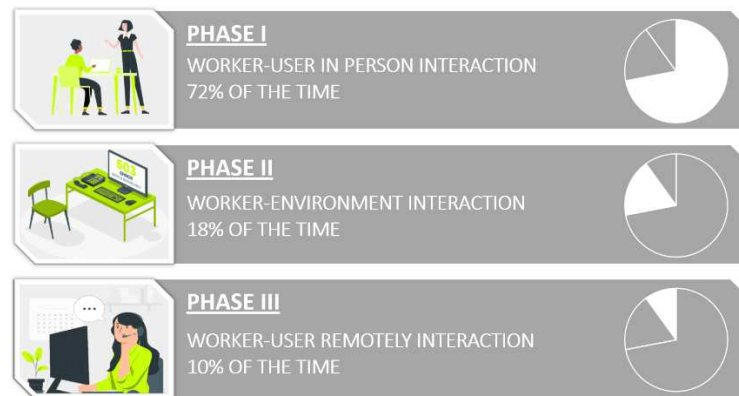 PHASE I
WORKER-USER IN PERSON INTERACTION
72% OF THE TIME
503
PHASE II
WORKER-ENVIRONMENT INTERACTION
18% OF THE TIME
PHASE III
WORKER-USER REMOTELY INTERACTION
10% OF THE TIME